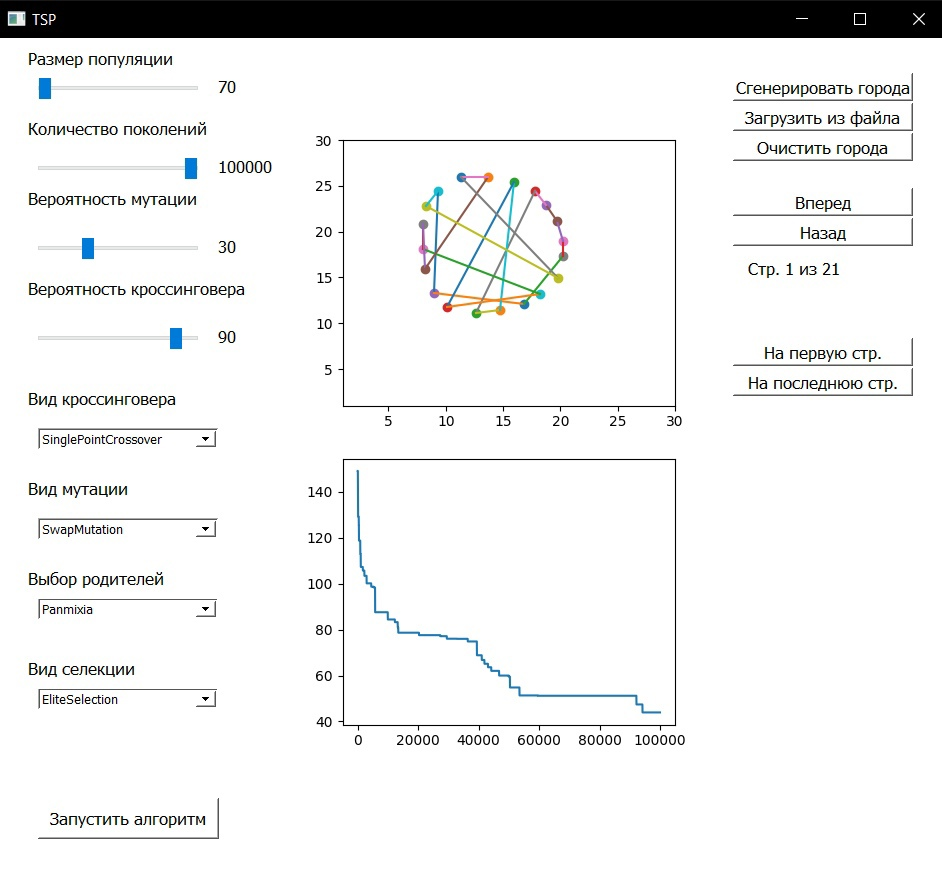 TSP
Размер популяции
70
Количество поколений
100000
Вероятность мутации
30
Вероятность кроссинговера
90
Вид кроссинговера
SinglePointCrossover
Вид мутации
SwapMutation
Выбор родителей
Panmixia
Вид селекции
EliteSelection
Запустить алгоритм
30
25
20
15
10
5
5 10 15 20 25 30
140
120
100
80
60
40
0 20000 40000 60000 80000 100000
Сгенерировать города
Загрузить из файла
Очистить города
Вперед
Назад
Стр. 1 из 21
На первую стр.
На последнюю стр.